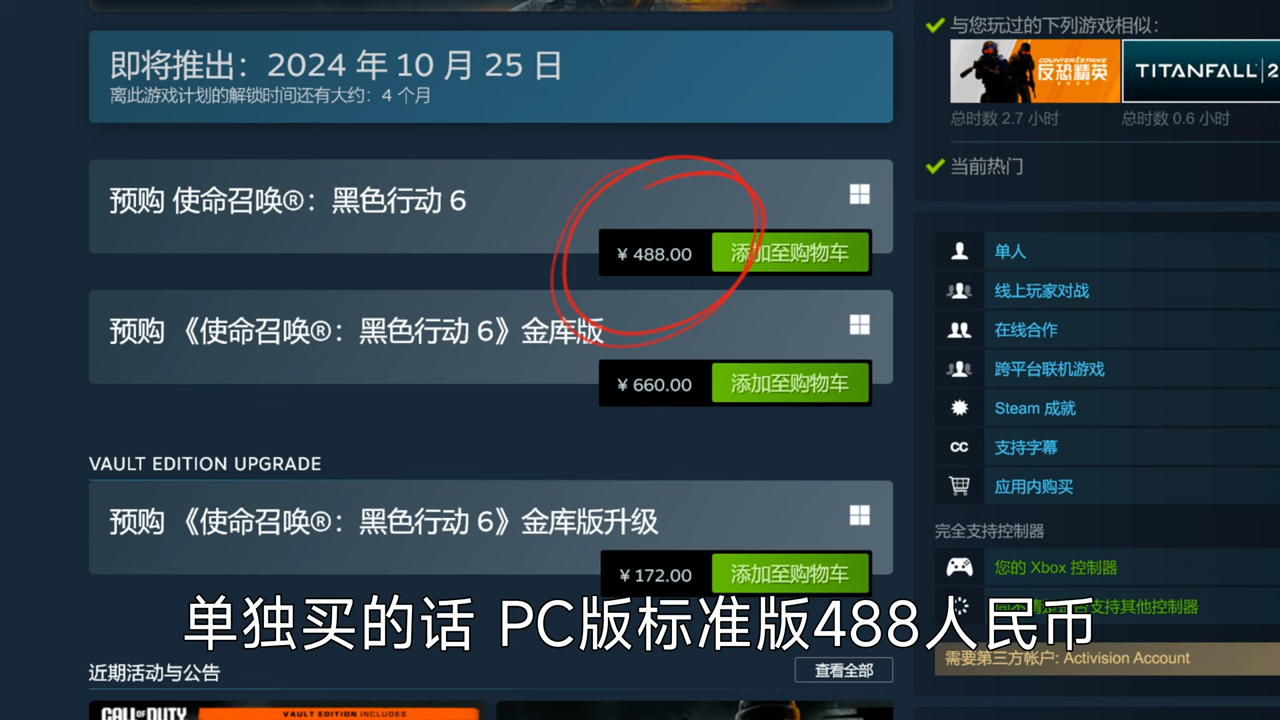 即将推出：2024 年 10 月 25 日
离此游戏计划的解锁时间还有大约：4 个月
预购 使命召唤®：黑色行动 6
¥ 488.00
添加至购物车
预购 《使命召唤®：黑色行动 6》金库版
¥ 660.00
添加至购物车
VAULT EDITION UPGRADE
预购 《使命召唤®：黑色行动 6》金库版升级
¥ 172.00
添加至购物车
单独买的话 PC版标准版488人民币
近期活动与公告
查看全部
CALL OF DUTY
VAULT EDITION INCLUDES
与您玩过的下列游戏相似：
COUNTER STRIKE
反恐精英
TITANFALL 2
总时数 2.7 小时
总时数 0.6 小时
当前热门
单人
线上玩家对战
在线合作
跨平台联机游戏
Steam 成就
CC
支持字幕
应用内购买
完全支持控制器
您的 Xbox 控制器
支持其他控制器
需要第三方帐户: Activision Account